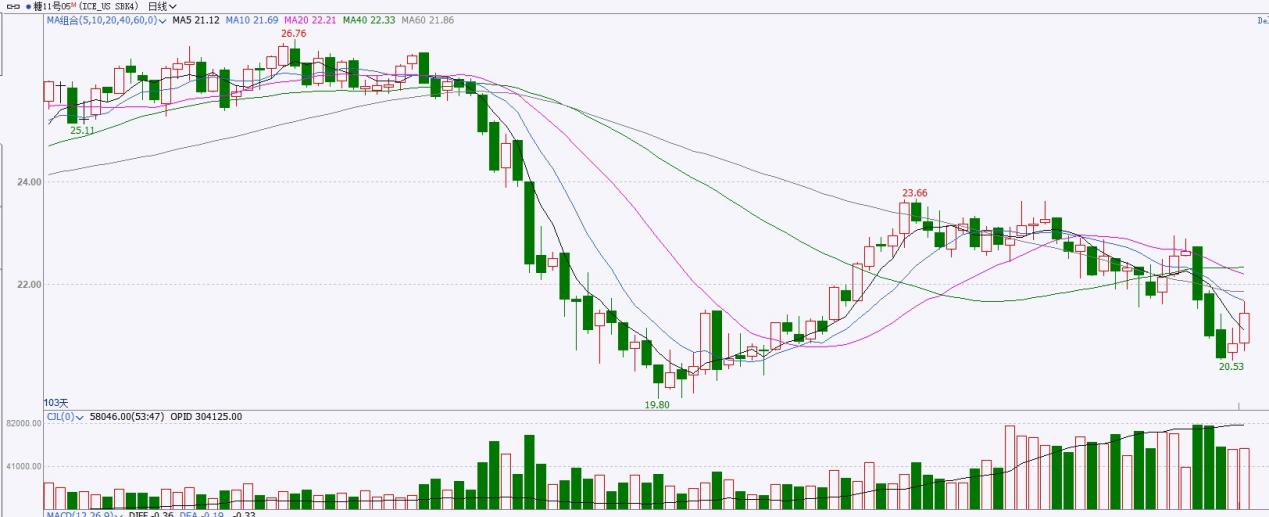 糖11号05M (ICE_US SBK4) 日线
MA组合(5,10,20,40,60,0) MA5 21.12 MA10 21.69 MA20 22.21 MA40 22.33 MA60 21.86
26.76
25.11
24.00
23.66
22.00
20.53
19.80
103天
CJL(0) 58046.00(53:47) OPID 304125.00
82000.00
41000.00
MACD(12,26,9) DIFF -0.36 DEA -0.19 -0.33